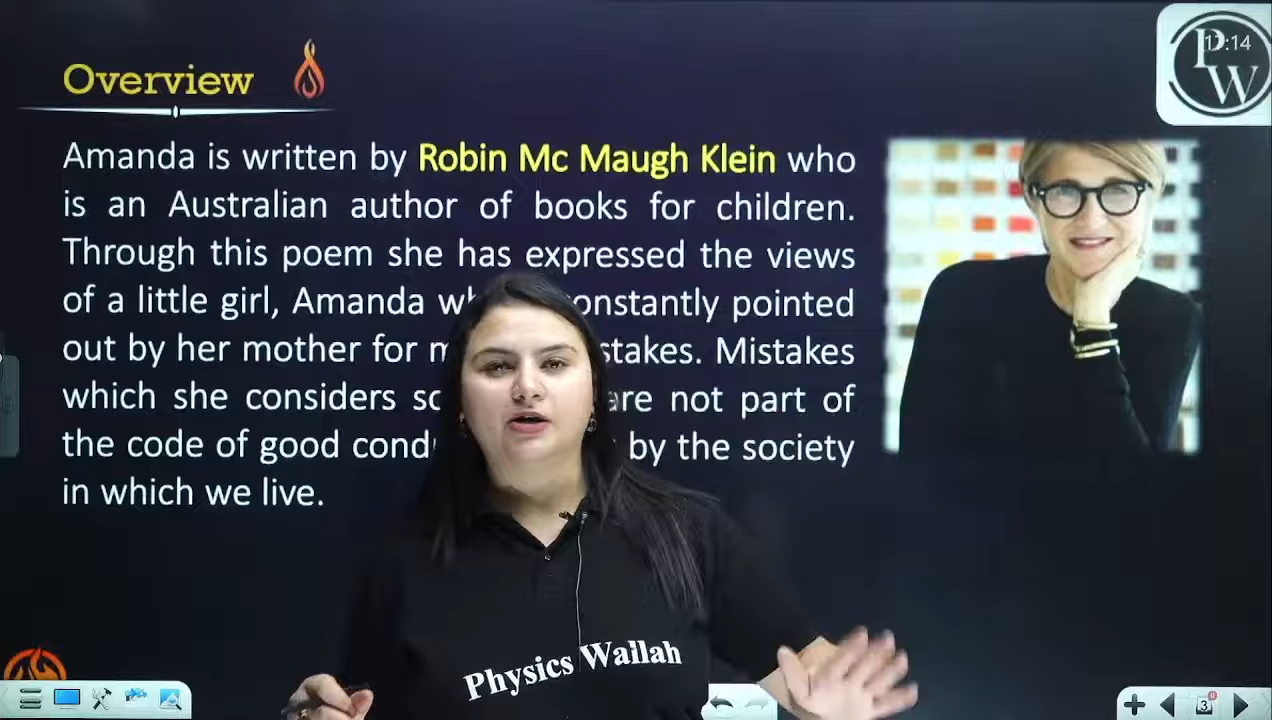 Overview
PW
:14
Amanda is written by Robin Mc Maugh Klein who
is an Australian author of books for children.
Through this poem she has expressed the views
of a little girl, Amanda constantly pointed
out by her mother for Mistakes
which she considers are not part of
the code of good by the society
in which we live.
Physics Wallah
3